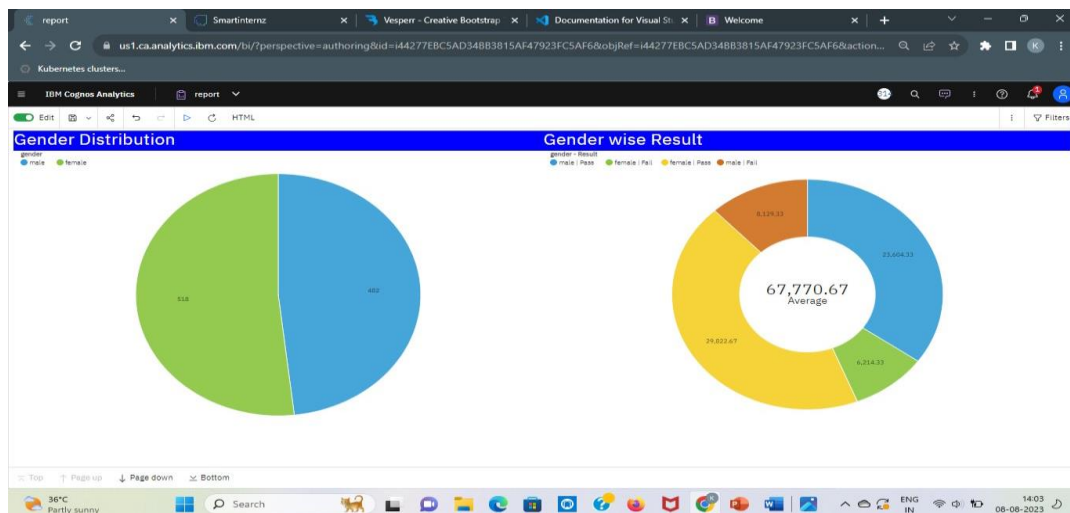 report
Smartinternz
Vesperr - Creative Bootstrap
Documentation for Visual St
Welcome
us1.ca.analytics.ibm.com/bi/?perspective=authoring&id=i44277EBC5AD34BB3815AF47923FC5AF6&objRef=i44277EBC5AD34BB3815AF47923FC5AF6&action...
K
Kubernetes clusters...
IBM Cognos Analytics
report
Edit
HTML
Filters
Gender Distribution
Gender wise Result
gender
male female
gender - Result
male | Pass female | Fail female | Pass male | Fail
518
482
8,129.33
23,604.33
29,822.67
6,214.33
67,770.67
Average
Top Page up Page down Bottom
36°C
Partly sunny
Search
ENG
IN
14:03
08-08-2023